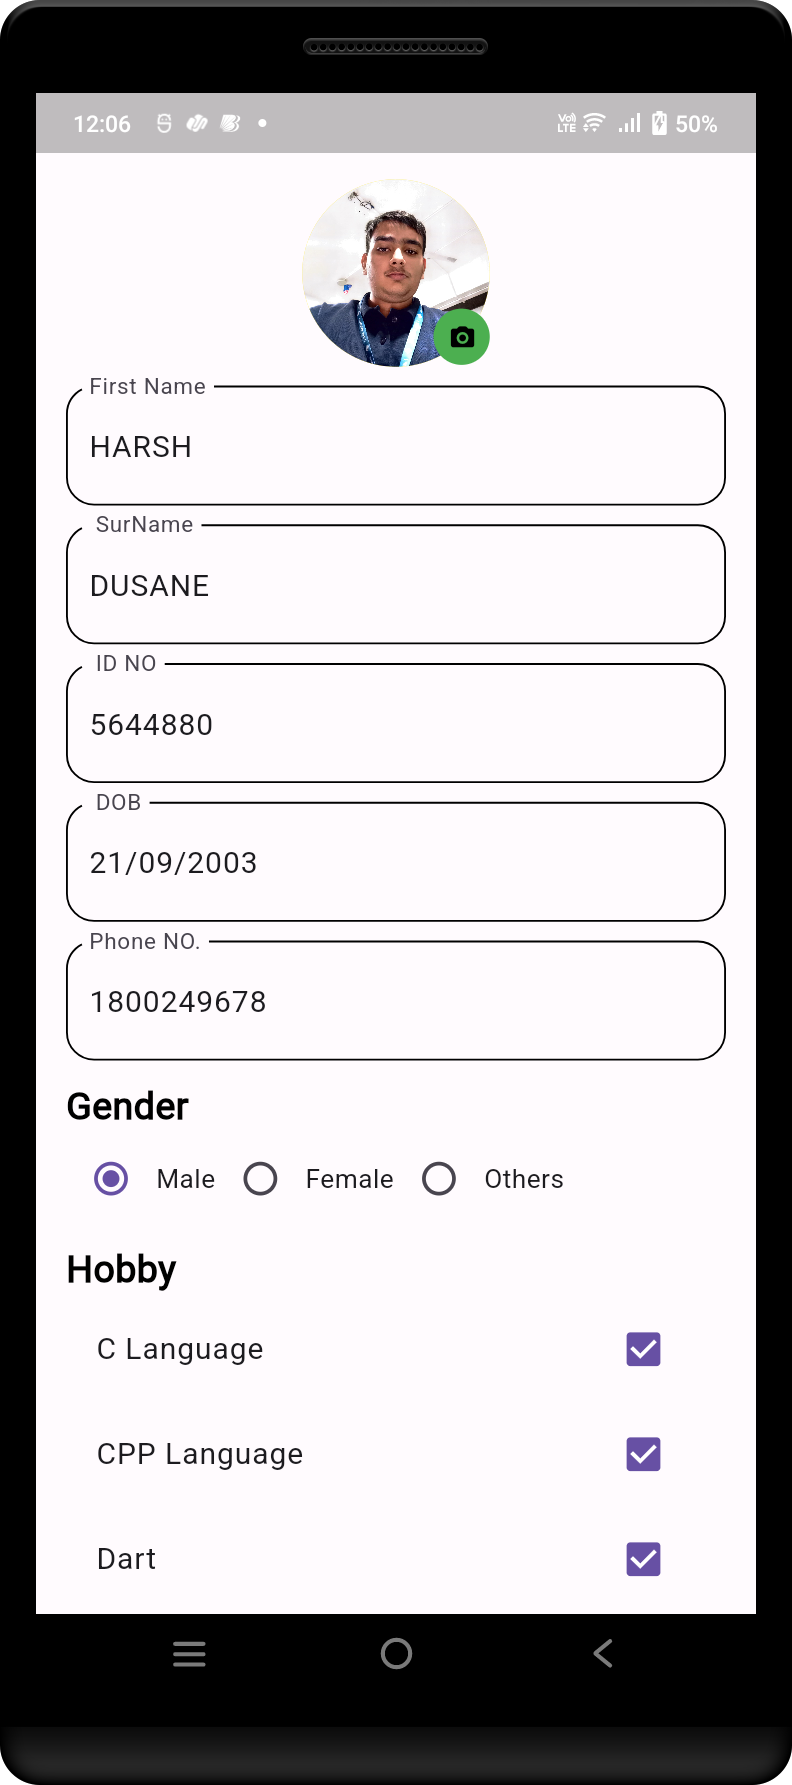 12:06 Vo) LTE 50%
First Name
HARSH
SurName
DUSANE
ID NO
5644880
DOB
21/09/2003
Phone NO.
1800249678
Gender
Male Female Others
Hobby
C Language
CPP Language
Dart